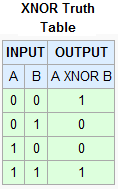 XNOR Truth
Table
INPUT OUTPUT
A B A XNOR B
0 0 1
0 1 0
1 0 0
1 1 1